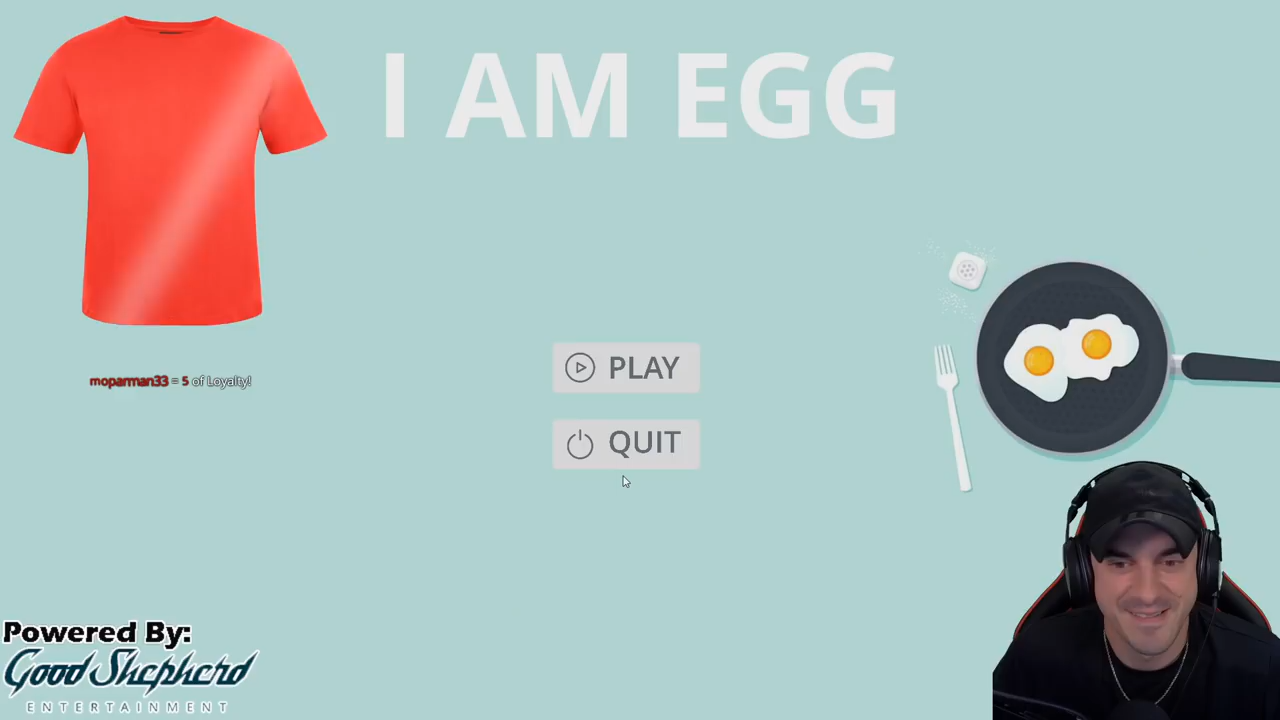 I AM EGG
PLAY
QUIT
moparman33 = 5 of Loyalty!
Powered By:
Good Shepherd
ENTERTAINMENT